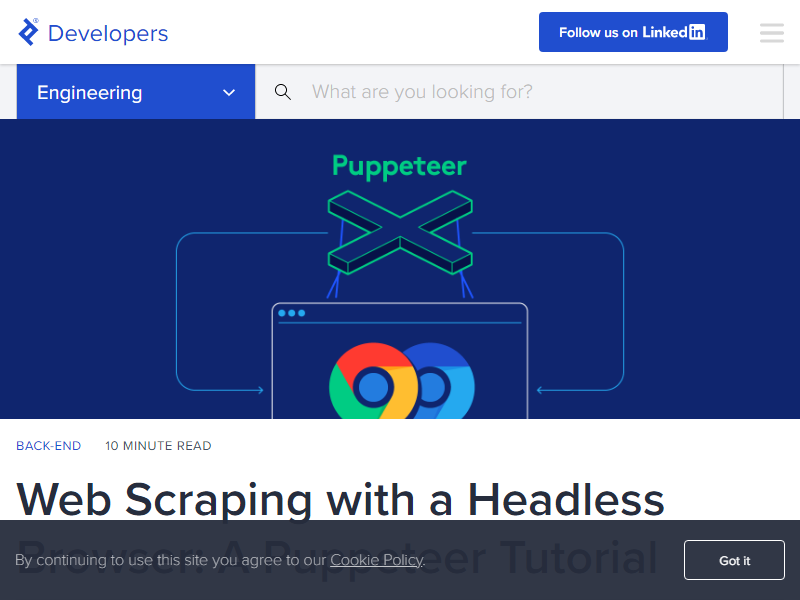 Developers
Follow us on Linkedin
Engineering
What are you looking for?
Puppeteer
BACK-END 10 MINUTE READ
Web Scraping with a Headless
Browser: A Puppeteer Tutorial
By continuing to use this site you agree to our Cookie Policy.
Got it